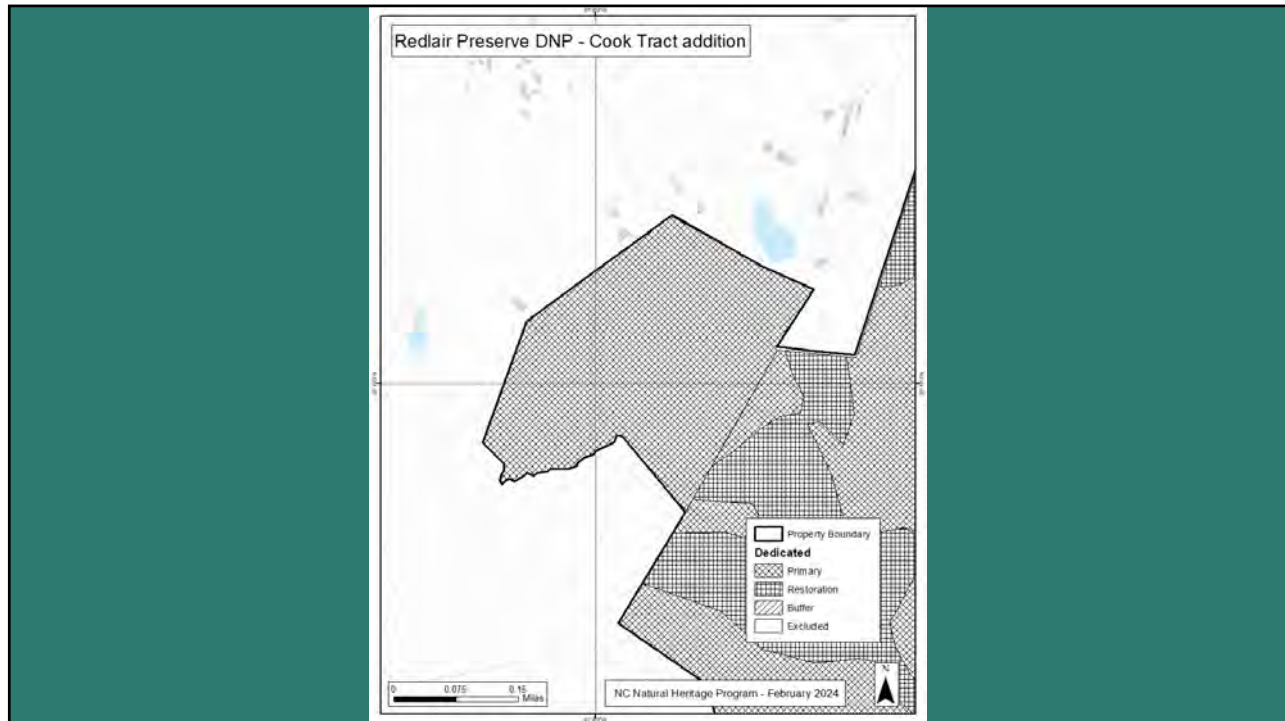 Redlair Preserve DNP - Cook Tract addition
Property Boundary
Dedicated
Primary
Restoration
Buffer
Excluded
N
0 0.075 0.15
Miles
NC Natural Heritage Program - February 2024